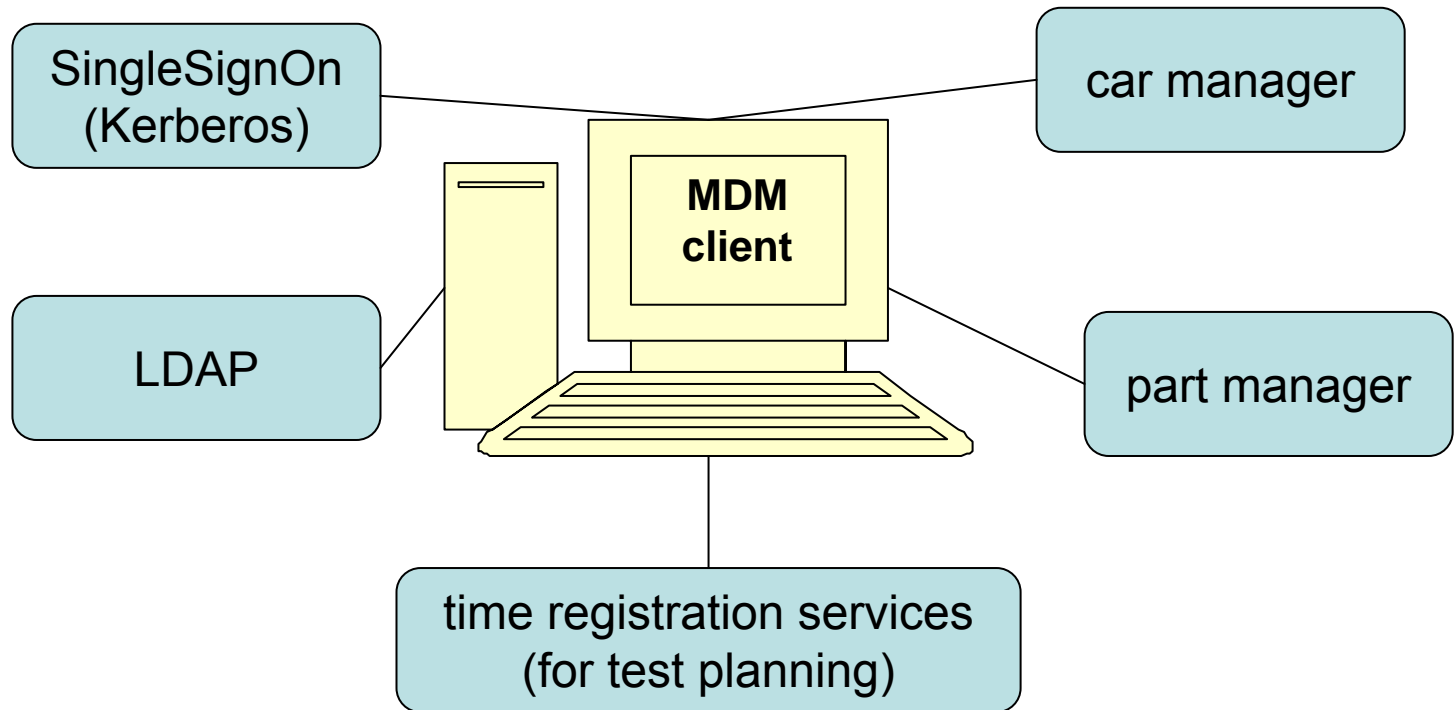 SingleSignOn
(Kerberos)
car manager
MDM
client
LDAP
part manager
time registration services
(for test planning)